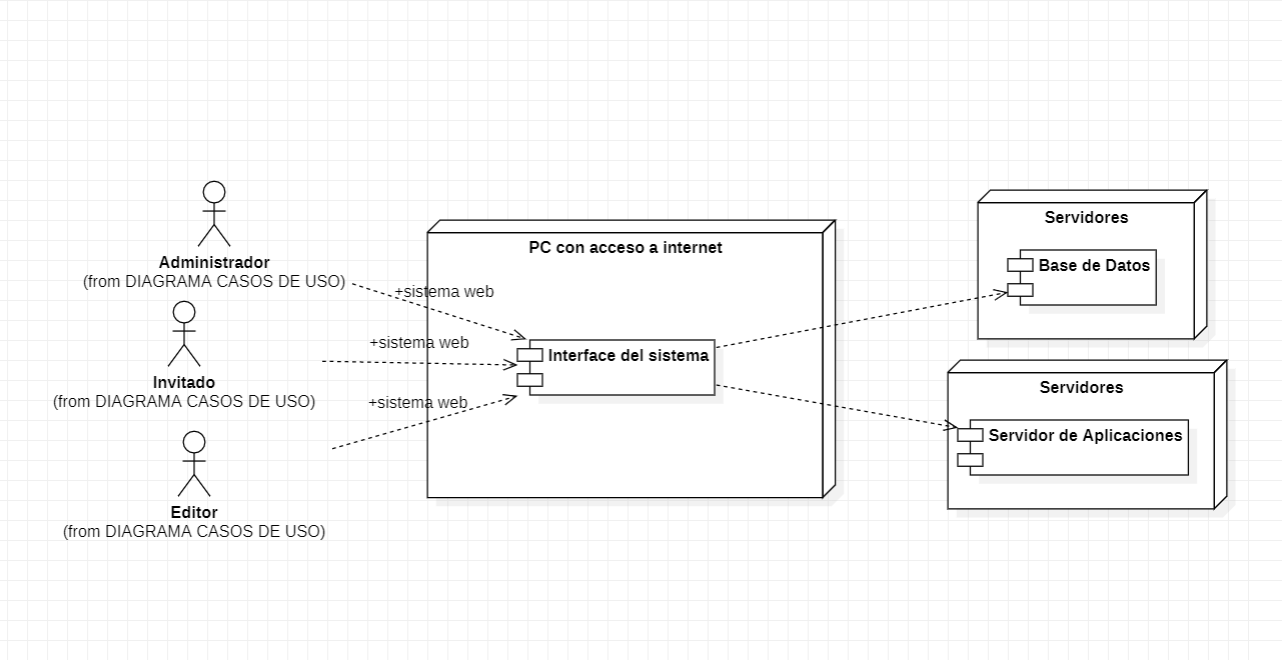 Administrador
(from DIAGRAMA CASOS DE USO)
+sistema web
Invitado
(from DIAGRAMA CASOS DE USO)
+sistema web
Editor
(from DIAGRAMA CASOS DE USO)
+sistema web
PC con acceso a internet
Interface del sistema
Servidores
Base de Datos
Servidores
Servidor de Aplicaciones